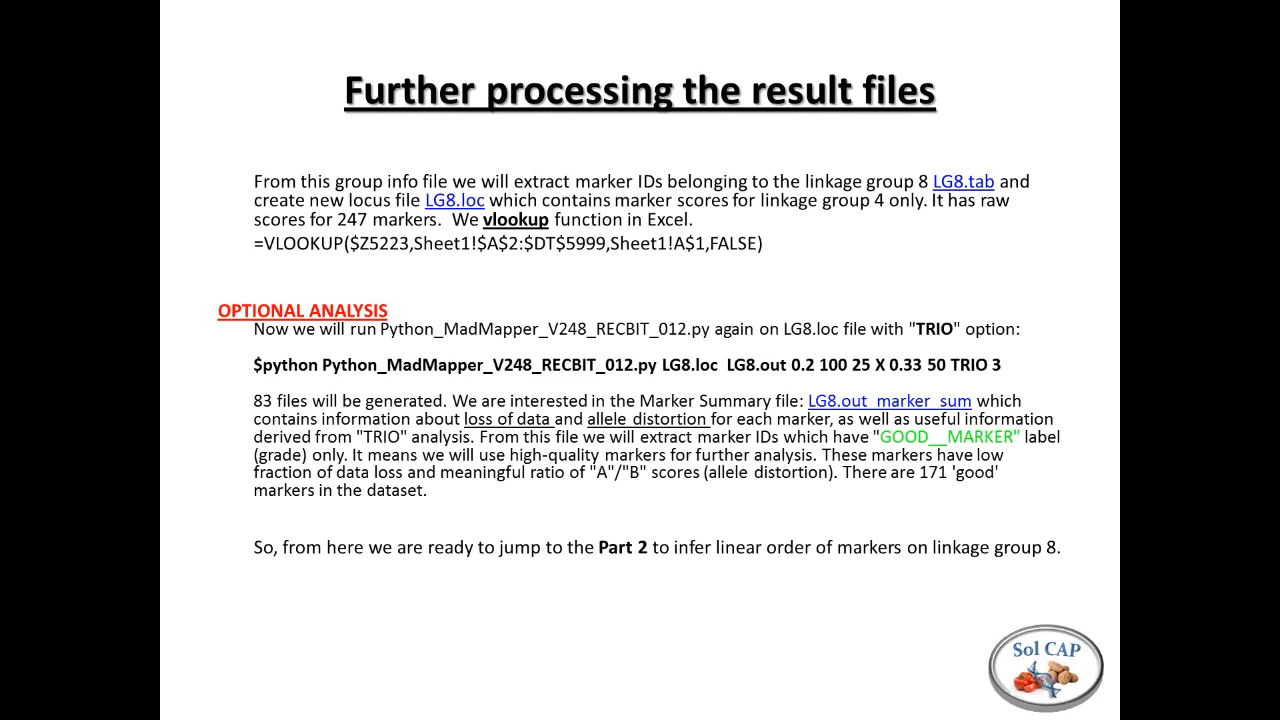 Further processing the result files
From this group info file we will extract marker IDs belonging to the linkage group 8 LG8.tab and
create new locus file LG8.loc which contains marker scores for linkage group 4 only. It has raw
scores for 247 markers.  We vlookup function in Excel.
=VLOOKUP($Z5223,Sheet1!$A$2:$DT$5999,Sheet1!A$1,FALSE)
OPTIONAL ANALYSIS
Now we will run Python_MadMapper_V248_RECBIT_012.py again on LG8.loc file with "TRIO" option:
$python Python_MadMapper_V248_RECBIT_012.py LG8.loc  LG8.out 0.2 100 25 X 0.33 50 TRIO 3
83 files will be generated. We are interested in the Marker Summary file: LG8.out_marker_sum which
contains information about loss of data and allele distortion for each marker, as well as useful information
derived from "TRIO" analysis. From this file we will extract marker IDs which have "GOOD__MARKER" label
(grade) only. It means we will use high-quality markers for further analysis. These markers have low
fraction of data loss and meaningful ratio of "A"/"B" scores (allele distortion). There are 171 'good'
markers in the dataset.
So, from here we are ready to jump to the Part 2 to infer linear order of markers on linkage group 8.
Sol CAP